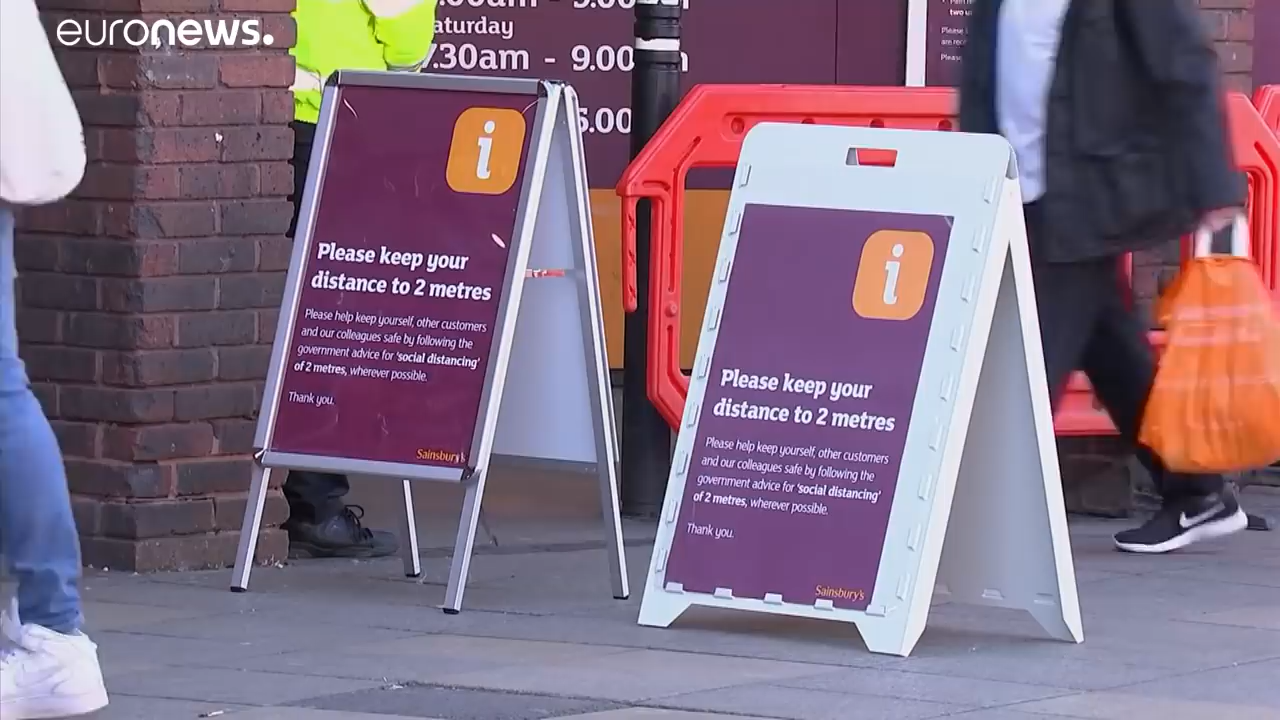 euronews.
Saturday
7.30am - 9.00
Please keep your
distance to 2 metres
Please help keep yourself, other customers
and our colleagues safe by following the
government advice for 'social distancing'
of 2 metres, wherever possible.
Thank you.
Sainsbury's
i
Please keep your
distance to 2 metres
Please help keep yourself, other customers
and our colleagues safe by following the
government advice for 'social distancing'
of 2 metres, wherever possible.
Thank you.
Sainsbury's
i